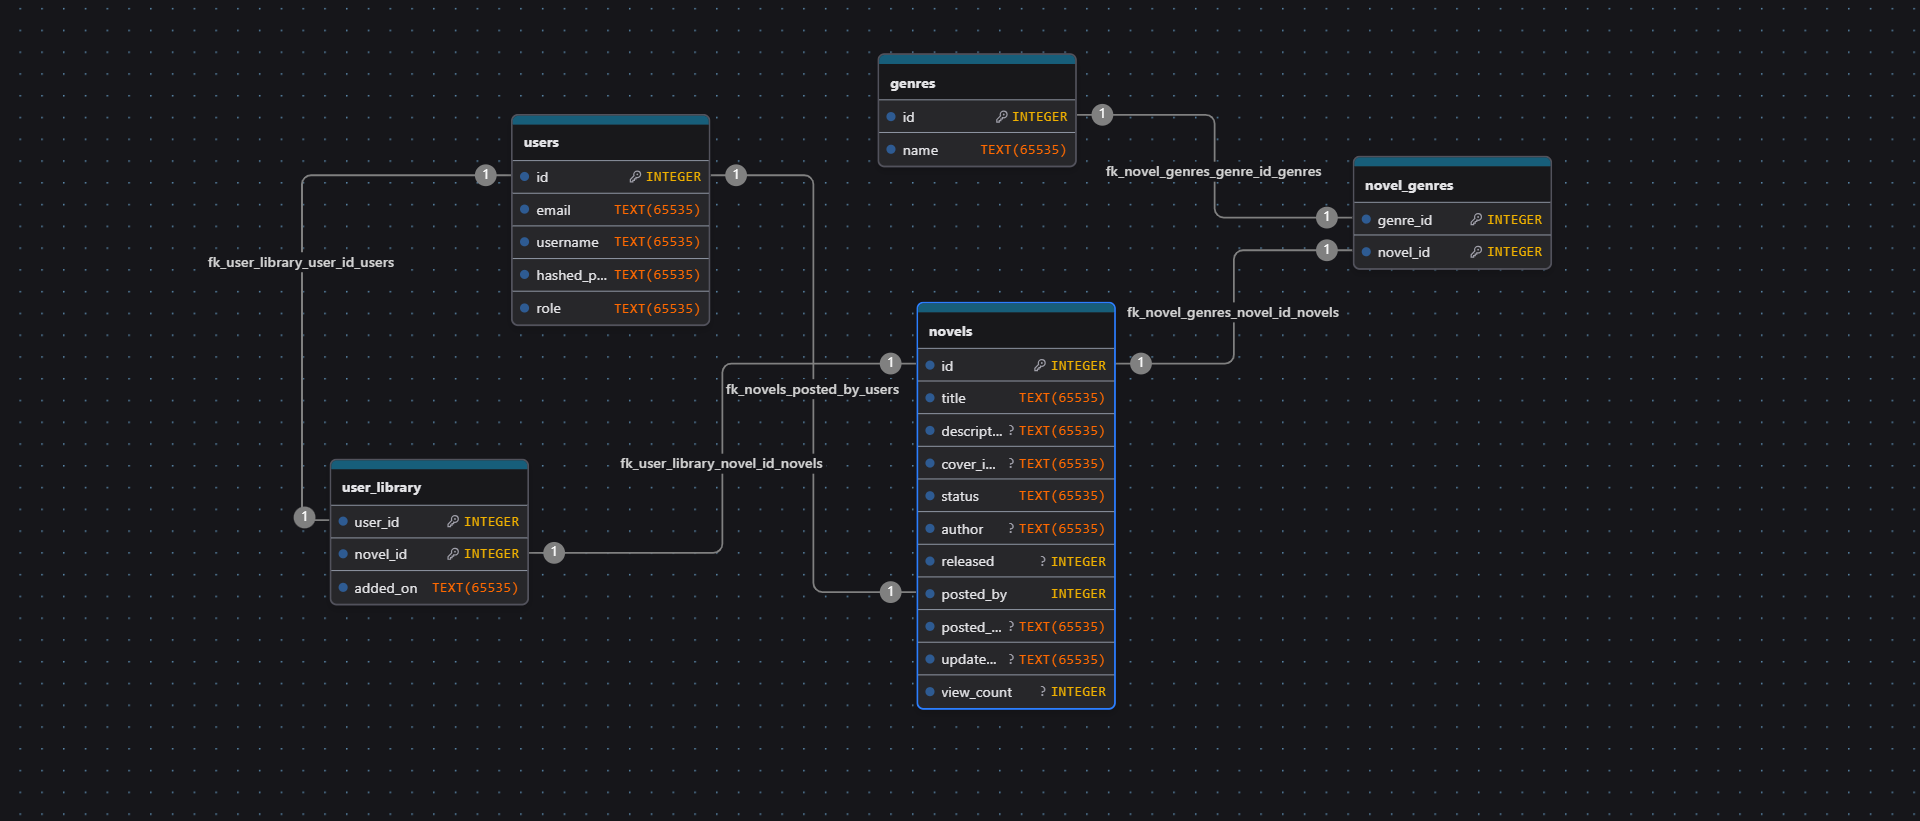 genres
id INTEGER
name TEXT(65535)
users
id INTEGER
email TEXT(65535)
username TEXT(65535)
hashed_p... TEXT(65535)
role TEXT(65535)
novel_genres
genre_id INTEGER
novel_id INTEGER
novels
id INTEGER
title TEXT(65535)
descript... ? TEXT(65535)
cover_i... ? TEXT(65535)
status TEXT(65535)
author ? TEXT(65535)
released ? INTEGER
posted_by INTEGER
posted_... ? TEXT(65535)
update... ? TEXT(65535)
view_count ? INTEGER
user_library
user_id INTEGER
novel_id INTEGER
added_on TEXT(65535)
fk_novel_genres_genre_id_genres
1
1
fk_novel_genres_novel_id_novels
1
1
fk_user_library_user_id_users
1
1
fk_novels_posted_by_users
1
1
fk_user_library_novel_id_novels
1
1